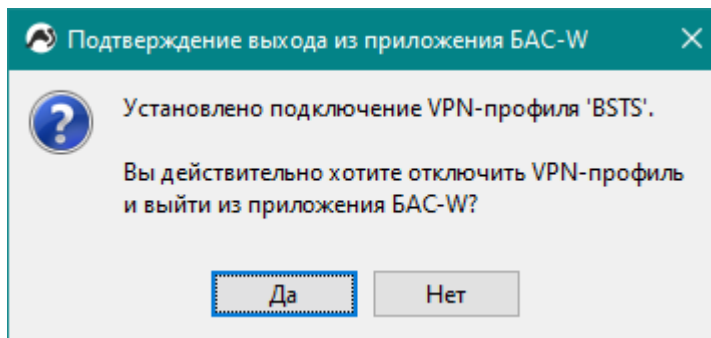 Подтверждение выхода из приложения БАС-W
Установлено подключение VPN-профиля 'BSTS'.
Вы действительно хотите отключить VPN-профиль
и выйти из приложения БАС-W?
Да
Нет